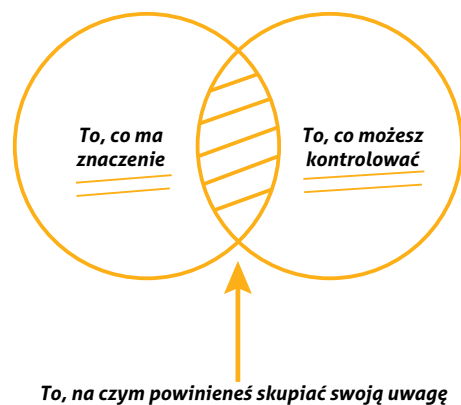 To, co ma
znaczenie
To, co możesz
kontrolować
To, na czym powinieneś skupiać swoją uwagę